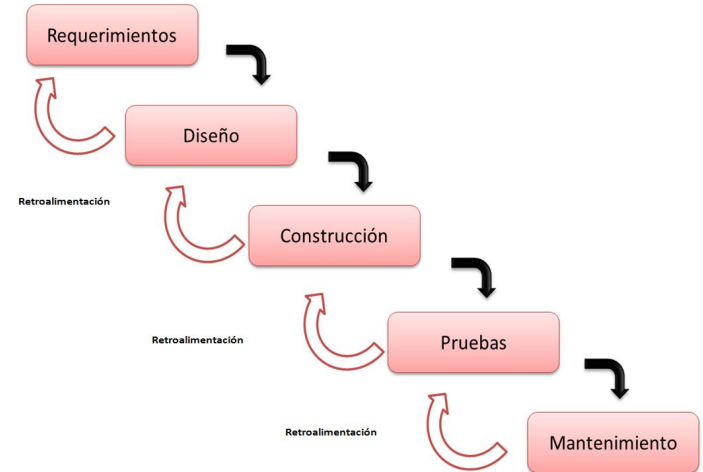 Requerimientos
Diseño
Retroalimentación
Construcción
Retroalimentación
Pruebas
Retroalimentación
Mantenimiento